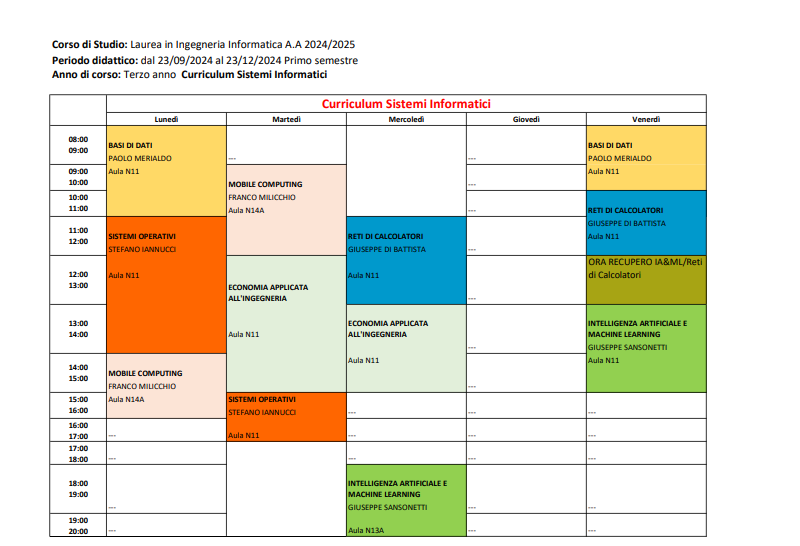 Corso di Studio: Laurea in Ingegneria Informatica A.A 2024/2025
Periodo didattico: dal 23/09/2024 al 23/12/2024 Primo semestre
Anno di corso: Terzo anno Curriculum Sistemi Informatici
Curriculum Sistemi Informatici
Lunedì Martedì Mercoledì Giovedì Venerdì
08:00
09:00
BASI DI DATI
PAOLO MERIALDO
Aula N11
---
---
BASI DI DATI
PAOLO MERIALDO
Aula N11
09:00
10:00
MOBILE COMPUTING
FRANCO MILICCHIO
Aula N14A
---
10:00
11:00
---
RETI DI CALCOLATORI
GIUSEPPE DI BATTISTA
Aula N11
11:00
12:00
SISTEMI OPERATIVI
STEFANO IANNUCCI
Aula N11
RETI DI CALCOLATORI
GIUSEPPE DI BATTISTA
Aula N11
12:00
13:00
ECONOMIA APPLICATA
ALL'INGEGNERIA
Aula N11
---
ORA RECUPERO IA&ML/Reti
di Calcolatori
13:00
14:00
ECONOMIA APPLICATA
ALL'INGEGNERIA
Aula N11
---
INTELLIGENZA ARTIFICIALE E
MACHINE LEARNING
GIUSEPPE SANSONETTI
Aula N11
14:00
15:00
MOBILE COMPUTING
FRANCO MILICCHIO
Aula N14A
---
15:00
16:00
SISTEMI OPERATIVI
STEFANO IANNUCCI
Aula N11
---
---
---
16:00
17:00
---
---
---
---
17:00
18:00
---
---
---
---
18:00
19:00
---
INTELLIGENZA ARTIFICIALE E
MACHINE LEARNING
GIUSEPPE SANSONETTI
Aula N13A
---
---
19:00
20:00
---
---
---